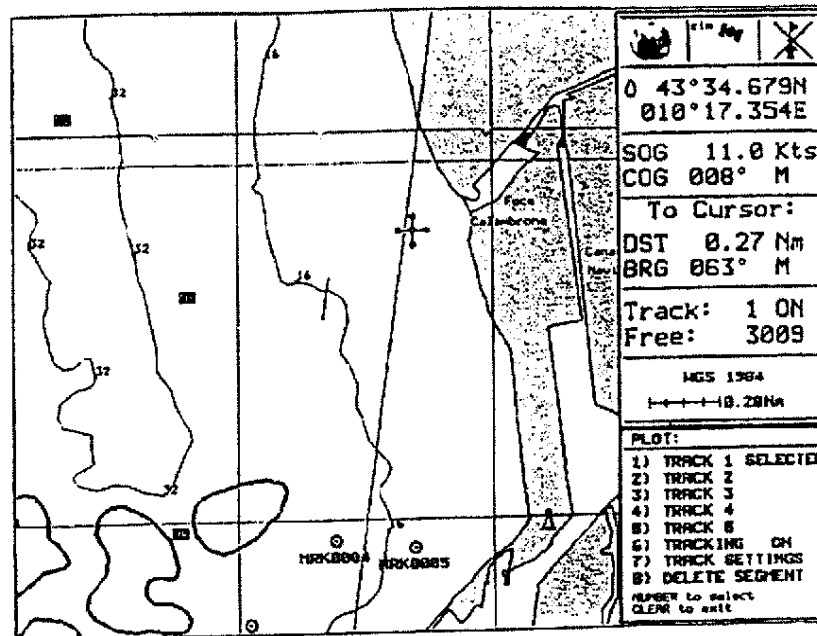 43°34.679N
010°17.354E
SOG 11.0 Kts
COG 008° M
To Cursor:
DST 0.27 Nm
BRG 063° M
Track: 1 ON
Free: 3009
WGS 1984
0.20Nm
PLOT:
1) TRACK 1 SELECTED
2) TRACK 2
3) TRACK 3
4) TRACK 4
5) TRACK 5
6) TRACKING ON
7) TRACK SETTINGS
8) DELETE SEGMENT
NUMBER to select
CLEAR to exit
16
32
Foce
Calambrone
32
32
16
32
32
MRK0004
MRK0005